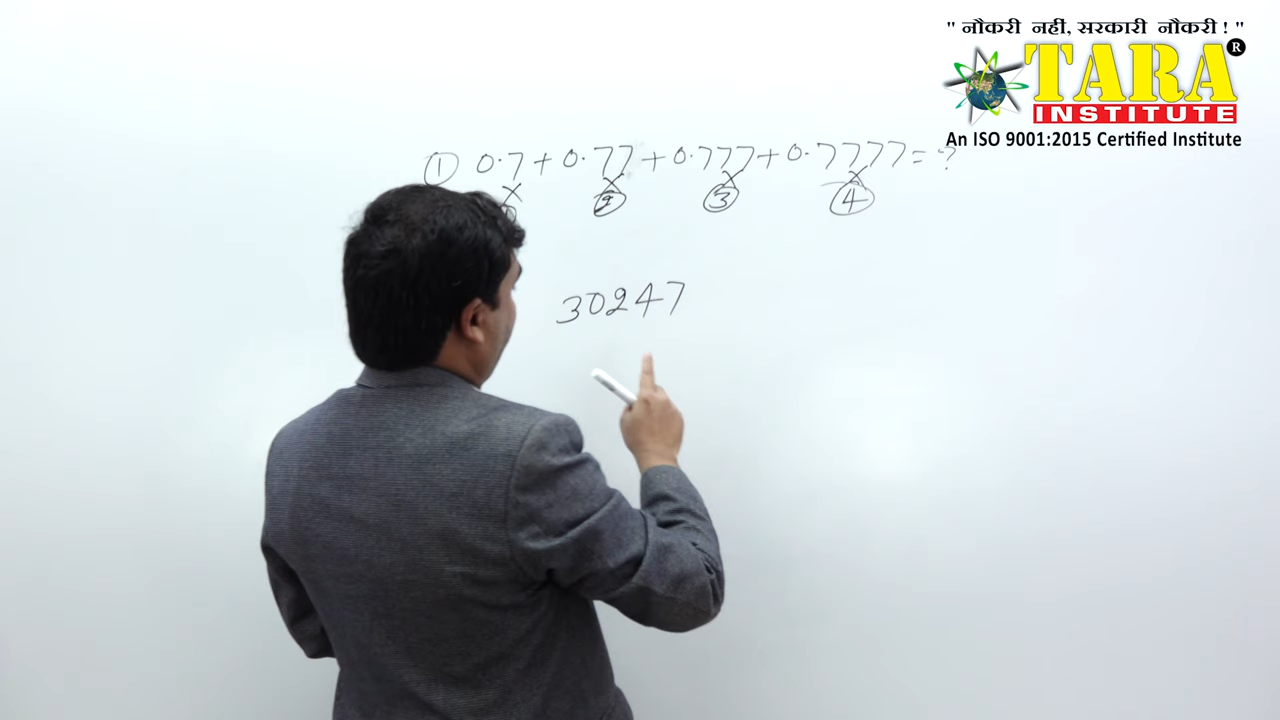 " नौकरी नहीं, सरकारी नौकरी ! "
TARA ®
INSTITUTE
An ISO 9001:2015 Certified Institute
① 0.7 + 0.77 + 0.777 + 0.7777 = ?
② ③ ④
30247